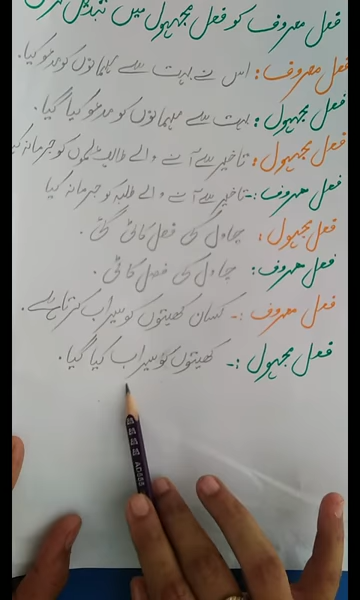 فعل معروف کو فعل مجہول میں تبدیل
فعل معروف: اس نے بہت سے مہمانوں کو مدعو کیا۔
فعل مجہول: بہت سے مہمانوں کو مدعو کیا گیا۔
فعل مجہول: تاخیر سے آنے والے طالب علموں کو جرمانہ کیا
فعل معروف:- تاخیر سے آنے والے طلبہ کو جرمانہ کیا
فعل مجہول: چاول کی فصل کاٹی گئی۔
فعل معروف: چاول کی فصل کاٹی۔
فعل معروف:- کسان کھیتوں کو سیراب کرتا ہے۔
فعل مجہول:- کھیتوں کو سیراب کیا گیا۔